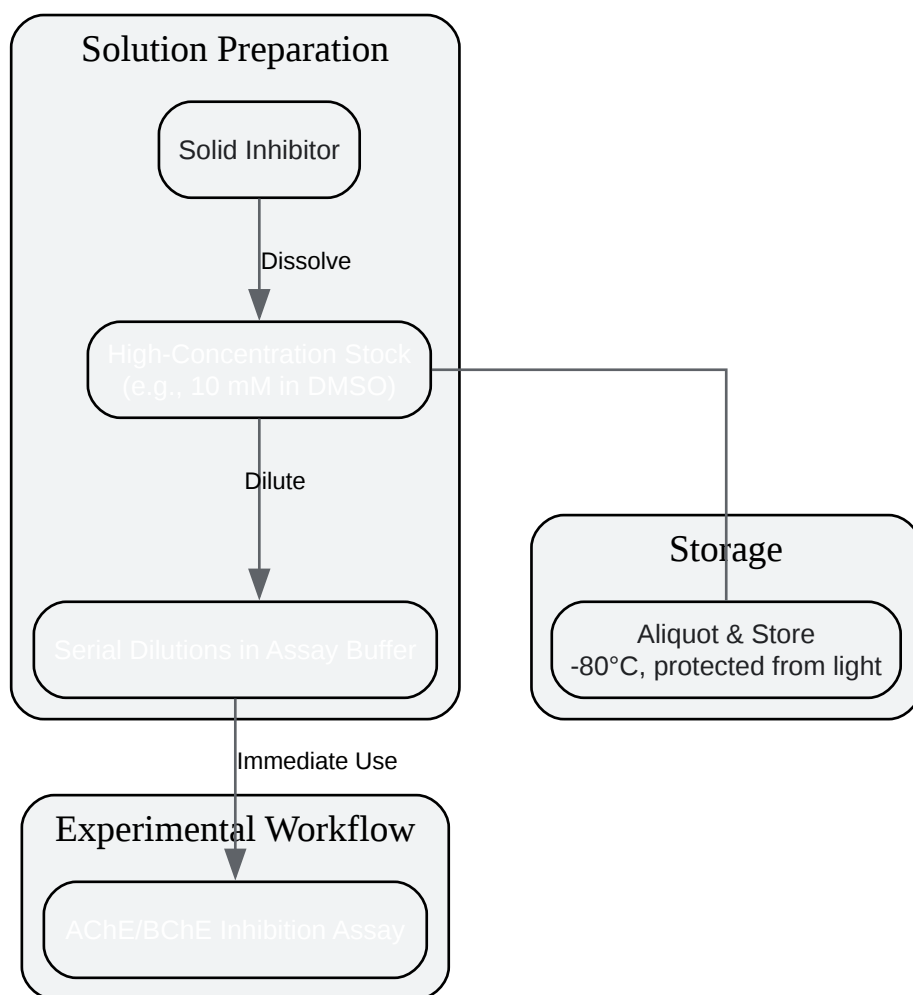 Solution Preparation
Solid Inhibitor
Dissolve
High-Concentration Stock
(e.g., 10 mM in DMSO)
Dilute
Serial Dilutions in Assay Buffer
Storage
Aliquot & Store
-80°C, protected from light
Immediate Use
Experimental Workflow
AChE/BChE Inhibition Assay